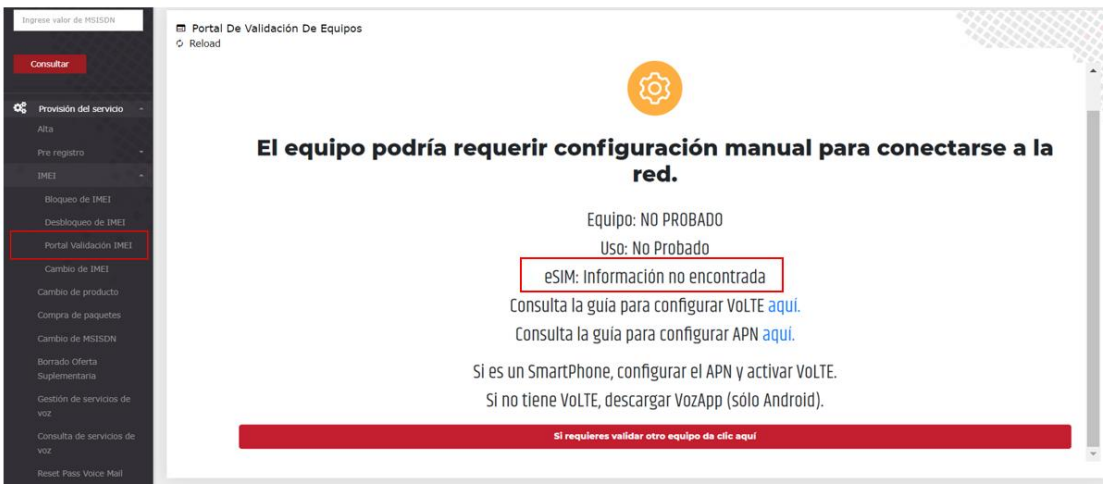 Ingrese valor de MSISDN
Consultar
Provisión del servicio
Alta
Pre registro
IMEI
Bloqueo de IMEI
Desbloqueo de IMEI
Portal Validación IMEI
Cambio de IMEI
Cambio de producto
Compra de paquetes
Cambio de MSISDN
Borrado Oferta
Suplementaria
Gestión de servicios de
voz
Consulta de servicios de
voz
Reset Pass Voice Mail
Portal De Validación De Equipos
Reload
El equipo podría requerir configuración manual para conectarse a la
red.
Equipo: NO PROBADO
Uso: No Probado
eSIM: Información no encontrada
Consulta la guía para configurar VoLTE aquí.
Consulta la guía para configurar APN aquí.
Si es un SmartPhone, configurar el APN y activar VoLTE.
Si no tiene VoLTE, descargar VozApp (sólo Android).
Si requieres validar otro equipo da clic aquí